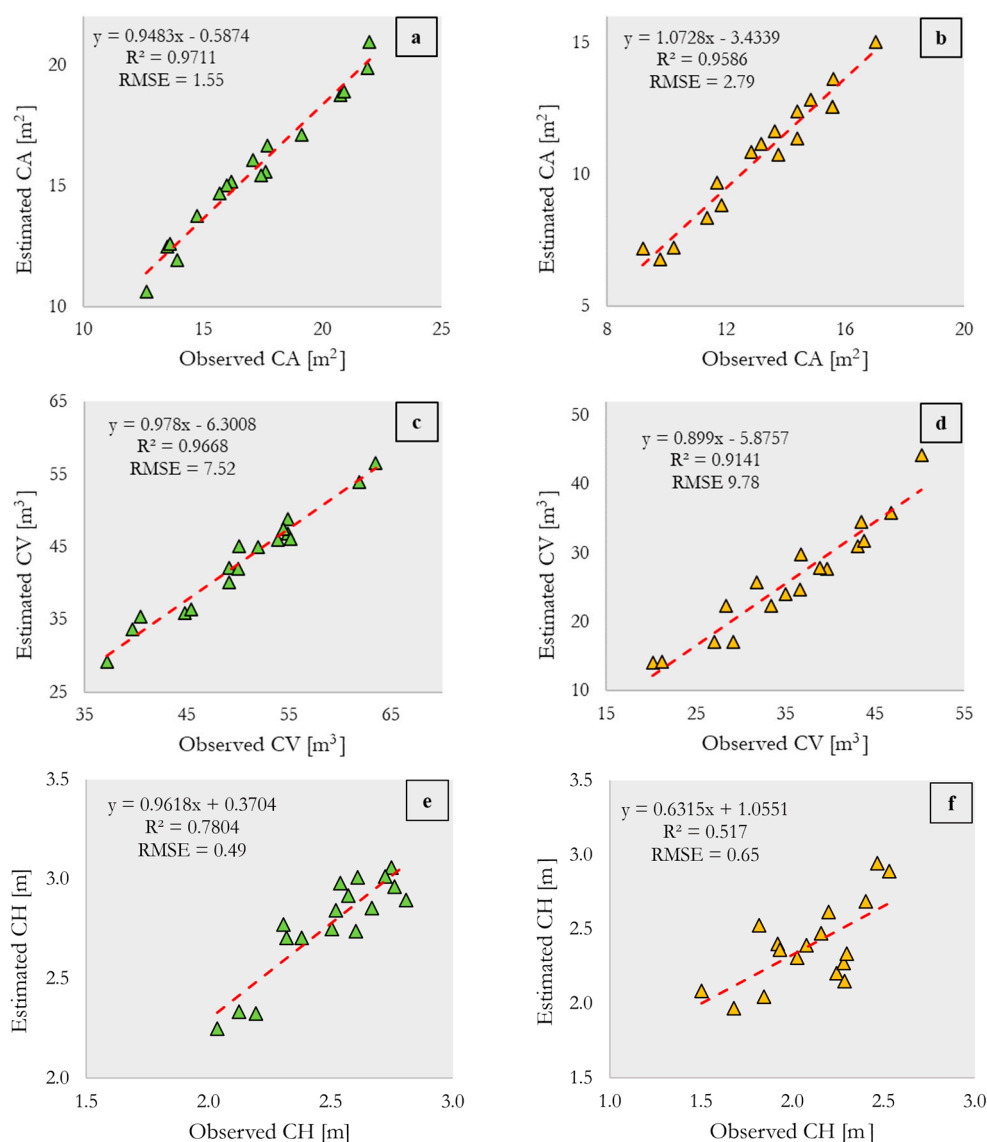 y = 0.9483x - 0.5874
R² = 0.9711
RMSE = 1.55
a
20
15
10
10 15 20 25
Estimated CA [m²]
Observed CA [m²]
y = 1.0728x - 3.4339
R² = 0.9586
RMSE = 2.79
b
15
10
5
8 12 16 20
Estimated CA [m²]
Observed CA [m²]
y = 0.978x - 6.3008
R² = 0.9668
RMSE = 7.52
c
65
55
45
35
25
35 45 55 65
Estimated CV [m³]
Observed CV [m³]
y = 0.899x - 5.8757
R² = 0.9141
RMSE 9.78
d
50
40
30
20
10
15 25 35 45 55
Estimated CV [m³]
Observed CV [m³]
y = 0.9618x + 0.3704
R² = 0.7804
RMSE = 0.49
e
3.5
3.0
2.5
2.0
1.5 2.0 2.5 3.0
Estimated CH [m]
Observed CH [m]
y = 0.6315x + 1.0551
R² = 0.517
RMSE = 0.65
f
3.5
3.0
2.5
2.0
1.5
1.0 1.5 2.0 2.5 3.0
Estimated CH [m]
Observed CH [m]